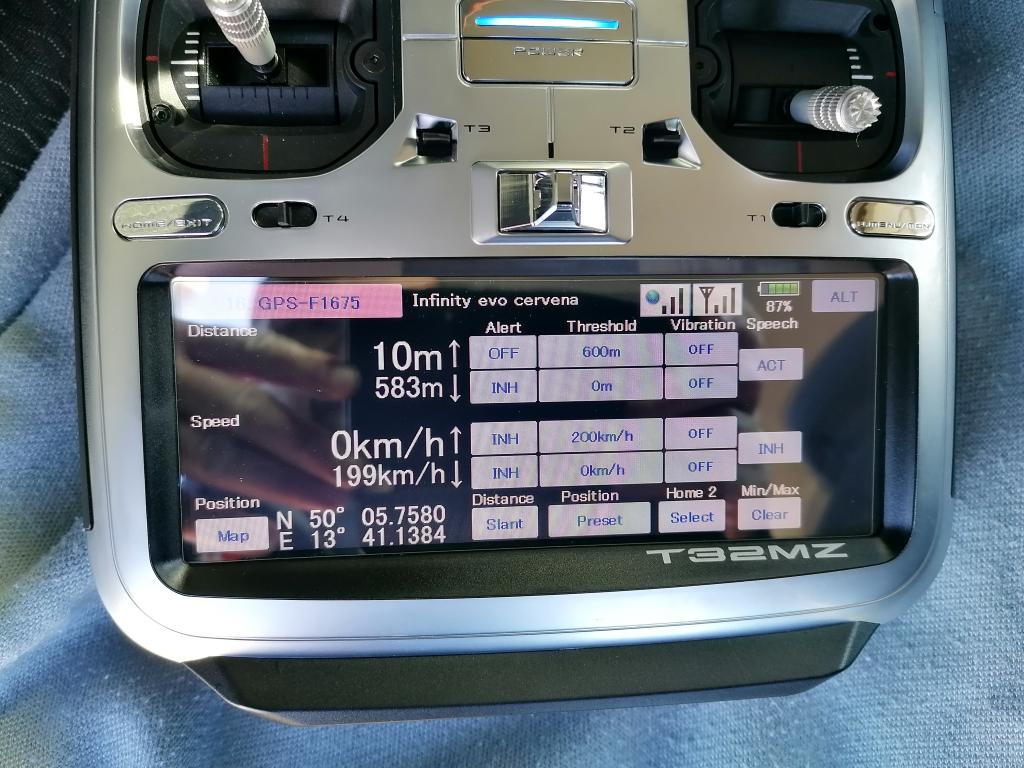 POWER
T3 T2
HOME/EXIT T4 T1 U.MENU/MON
16 GPS-F1675 Infinity evo cervena 87% ALT
Distance Alert Threshold Vibration Speech
10m↑ OFF 600m OFF ACT
583m↓ INH 0m OFF
Speed
0km/h↑ INH 200km/h OFF INH
199km/h↓ INH 0km/h OFF
Position Distance Position Home 2 Min/Max
Map N 50° 05.7580 Slant Preset Select Clear
E 13° 41.1384
T32MZ